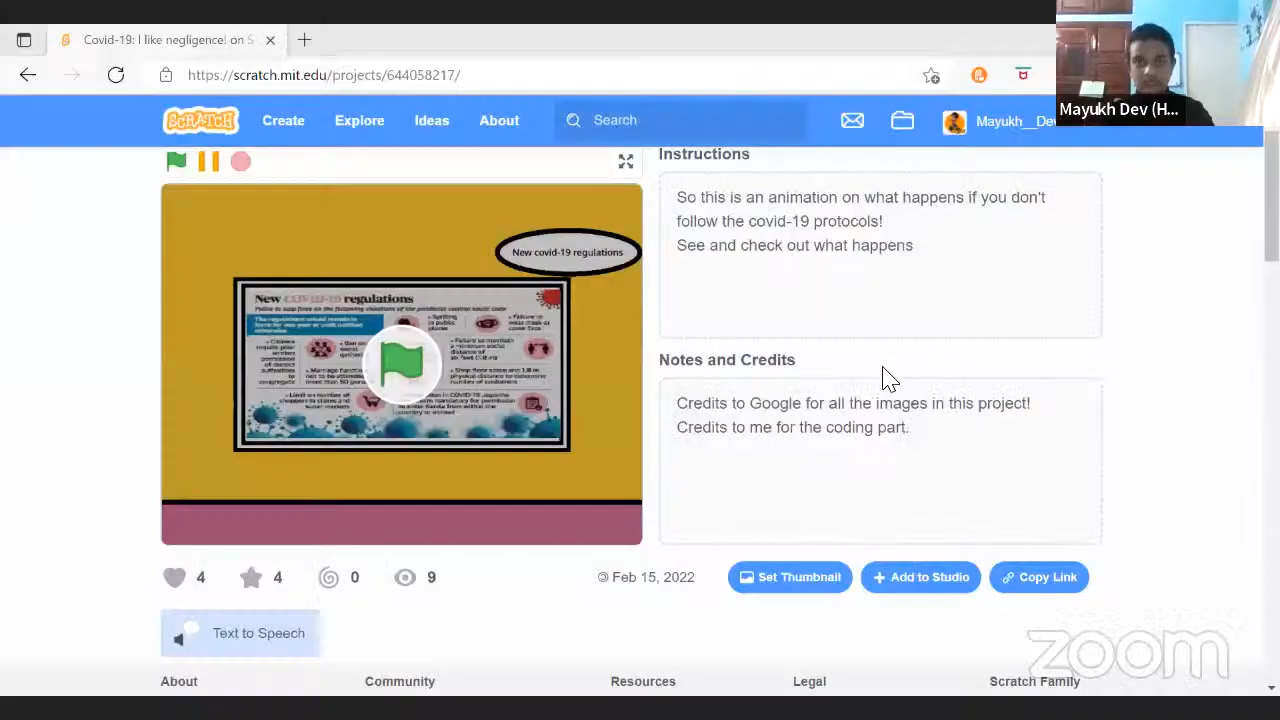 Covid-19: I like negligence! on S
https://scratch.mit.edu/projects/644058217/
Mayukh Dev (H...
SCRATCH
Create
Explore
Ideas
About
Search
Mayukh__Dev
Instructions
So this is an animation on what happens if you don't
follow the covid-19 protocols!
See and check out what happens
New covid-19 regulations
New COVID-19 regulations
Notes and Credits
Credits to Google for all the images in this project!
Credits to me for the coding part.
4
4
0
9
© Feb 15, 2022
Set Thumbnail
Add to Studio
Copy Link
Text to Speech
zoom
About
Community
Resources
Legal
Scratch Family